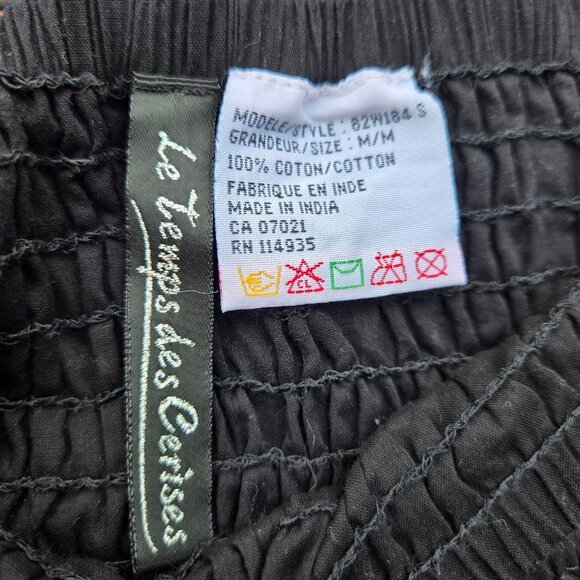 Le Temps des Cerises
MODELE/STYLE : 82W184 S
GRANDEUR/SIZE : M/M
100% COTON/COTTON
FABRIQUE EN INDE
MADE IN INDIA
CA 07021
RN 114935
CL